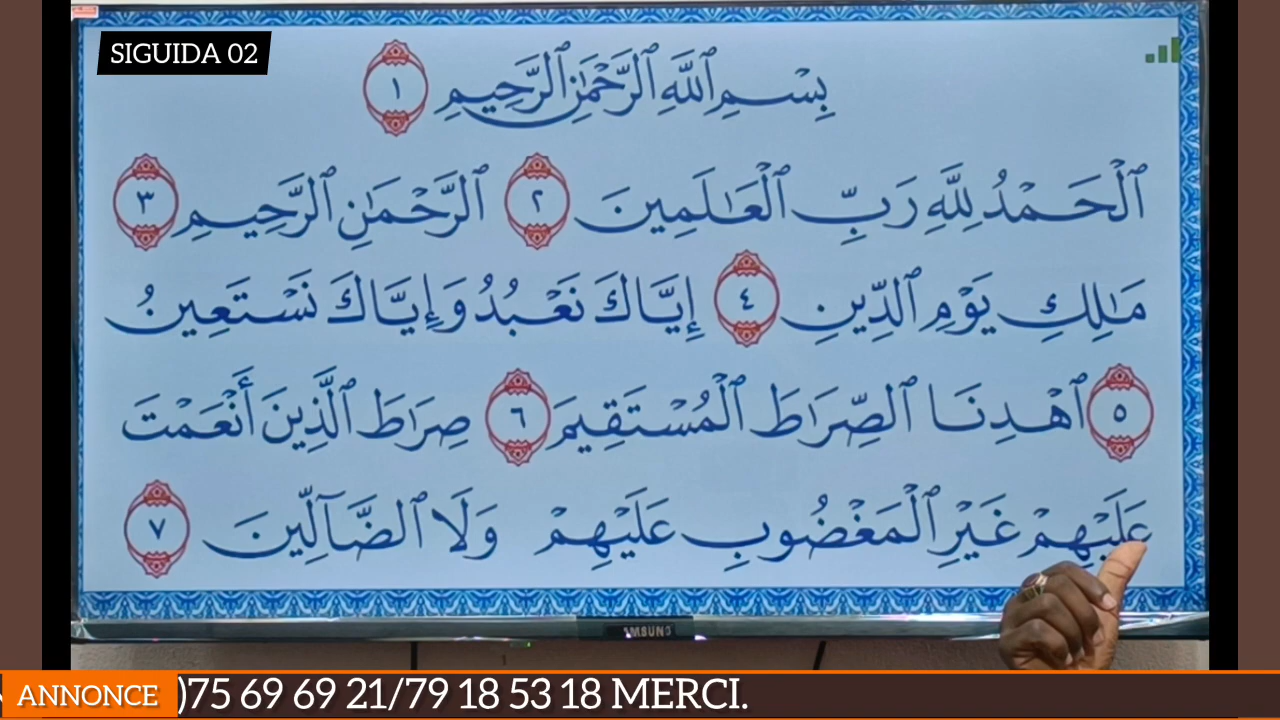 SIGUIDA 02
بِسْمِ ٱللَّهِ ٱلرَّحْمَٰنِ ٱلرَّحِيمِ ١
ٱلْحَمْدُ لِلَّهِ رَبِّ ٱلْعَٰلَمِينَ ٢ ٱلرَّحْمَٰنِ ٱلرَّحِيمِ ٣
مَٰلِكِ يَوْمِ ٱلدِّينِ ٤ إِيَّاكَ نَعْبُدُ وَإِيَّاكَ نَسْتَعِينُ
٥ ٱهْدِنَا ٱلصِّرَٰطَ ٱلْمُسْتَقِيمَ ٦ صِرَٰطَ ٱلَّذِينَ أَنْعَمْتَ
عَلَيْهِمْ غَيْرِ ٱلْمَغْضُوبِ عَلَيْهِمْ وَلَا ٱلضَّآلِّينَ ٧
SAMSUNG
ANNONCE )75 69 69 21/79 18 53 18 MERCI.